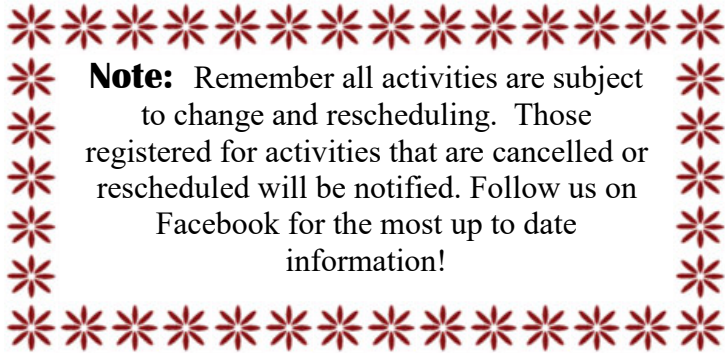 Note: Remember all activities are subject
to change and rescheduling. Those
registered for activities that are cancelled or
rescheduled will be notified. Follow us on
Facebook for the most up to date
information!